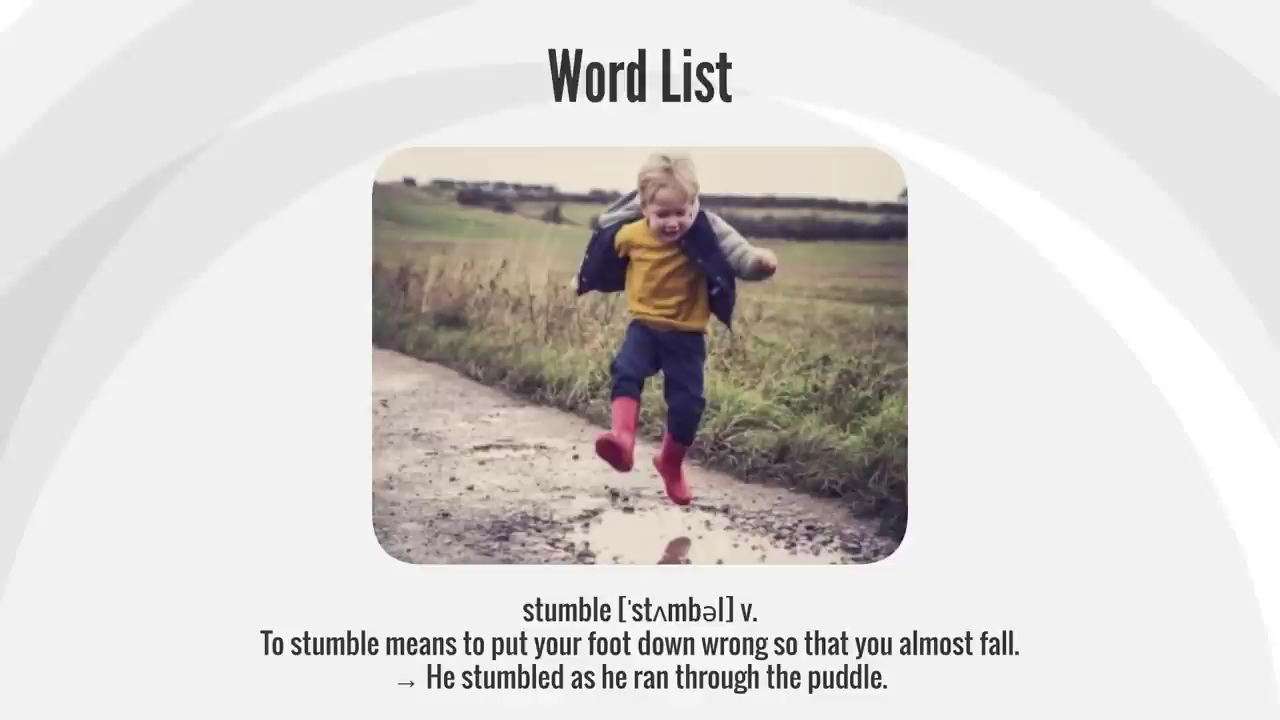 Word List
stumble [ˈstʌmbəl] v.
To stumble means to put your foot down wrong so that you almost fall.
→ He stumbled as he ran through the puddle.